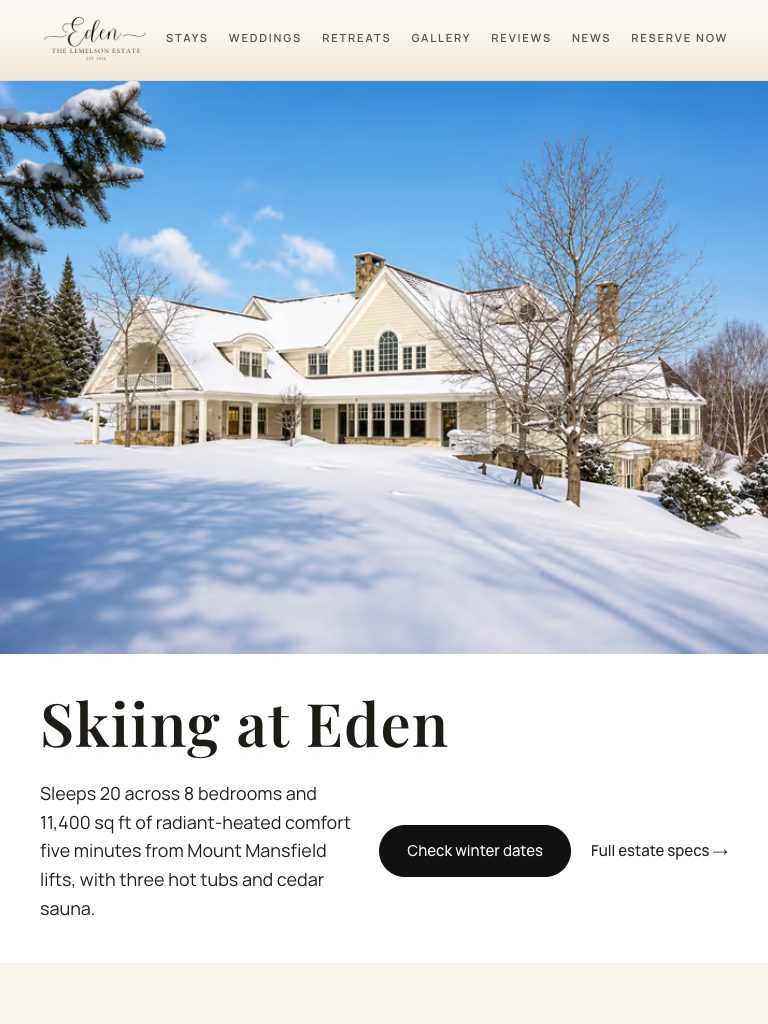 Eden
THE LEMELSON ESTATE
STAYS WEDDINGS RETREATS GALLERY REVIEWS NEWS RESERVE NOW
Skiing at Eden
Sleeps 20 across 8 bedrooms and
11,400 sq ft of radiant-heated comfort
five minutes from Mount Mansfield
lifts, with three hot tubs and cedar
sauna.
Check winter dates
Full estate specs →